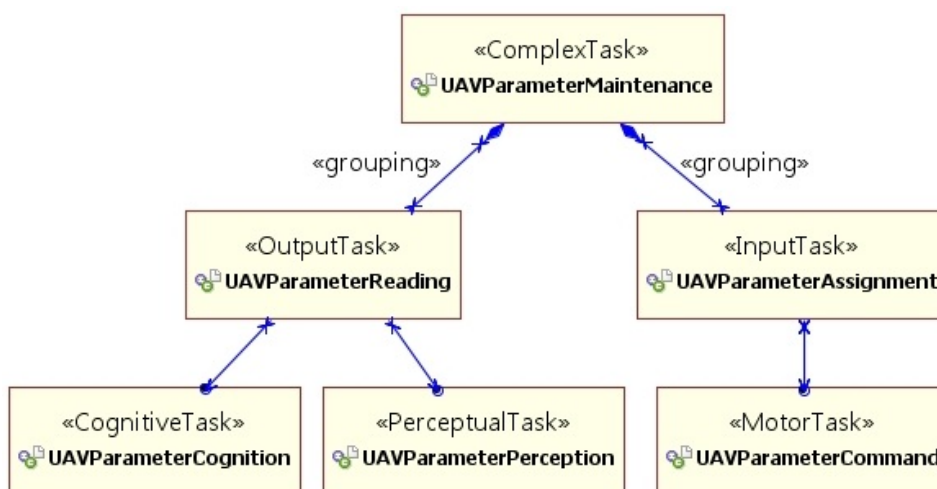 «ComplexTask»
UAVParameterMaintenance
«grouping»
«grouping»
«OutputTask»
UAVParameterReading
«InputTask»
UAVParameterAssignment
«CognitiveTask»
UAVParameterCognition
«PerceptualTask»
UAVParameterPerception
«MotorTask»
UAVParameterCommand